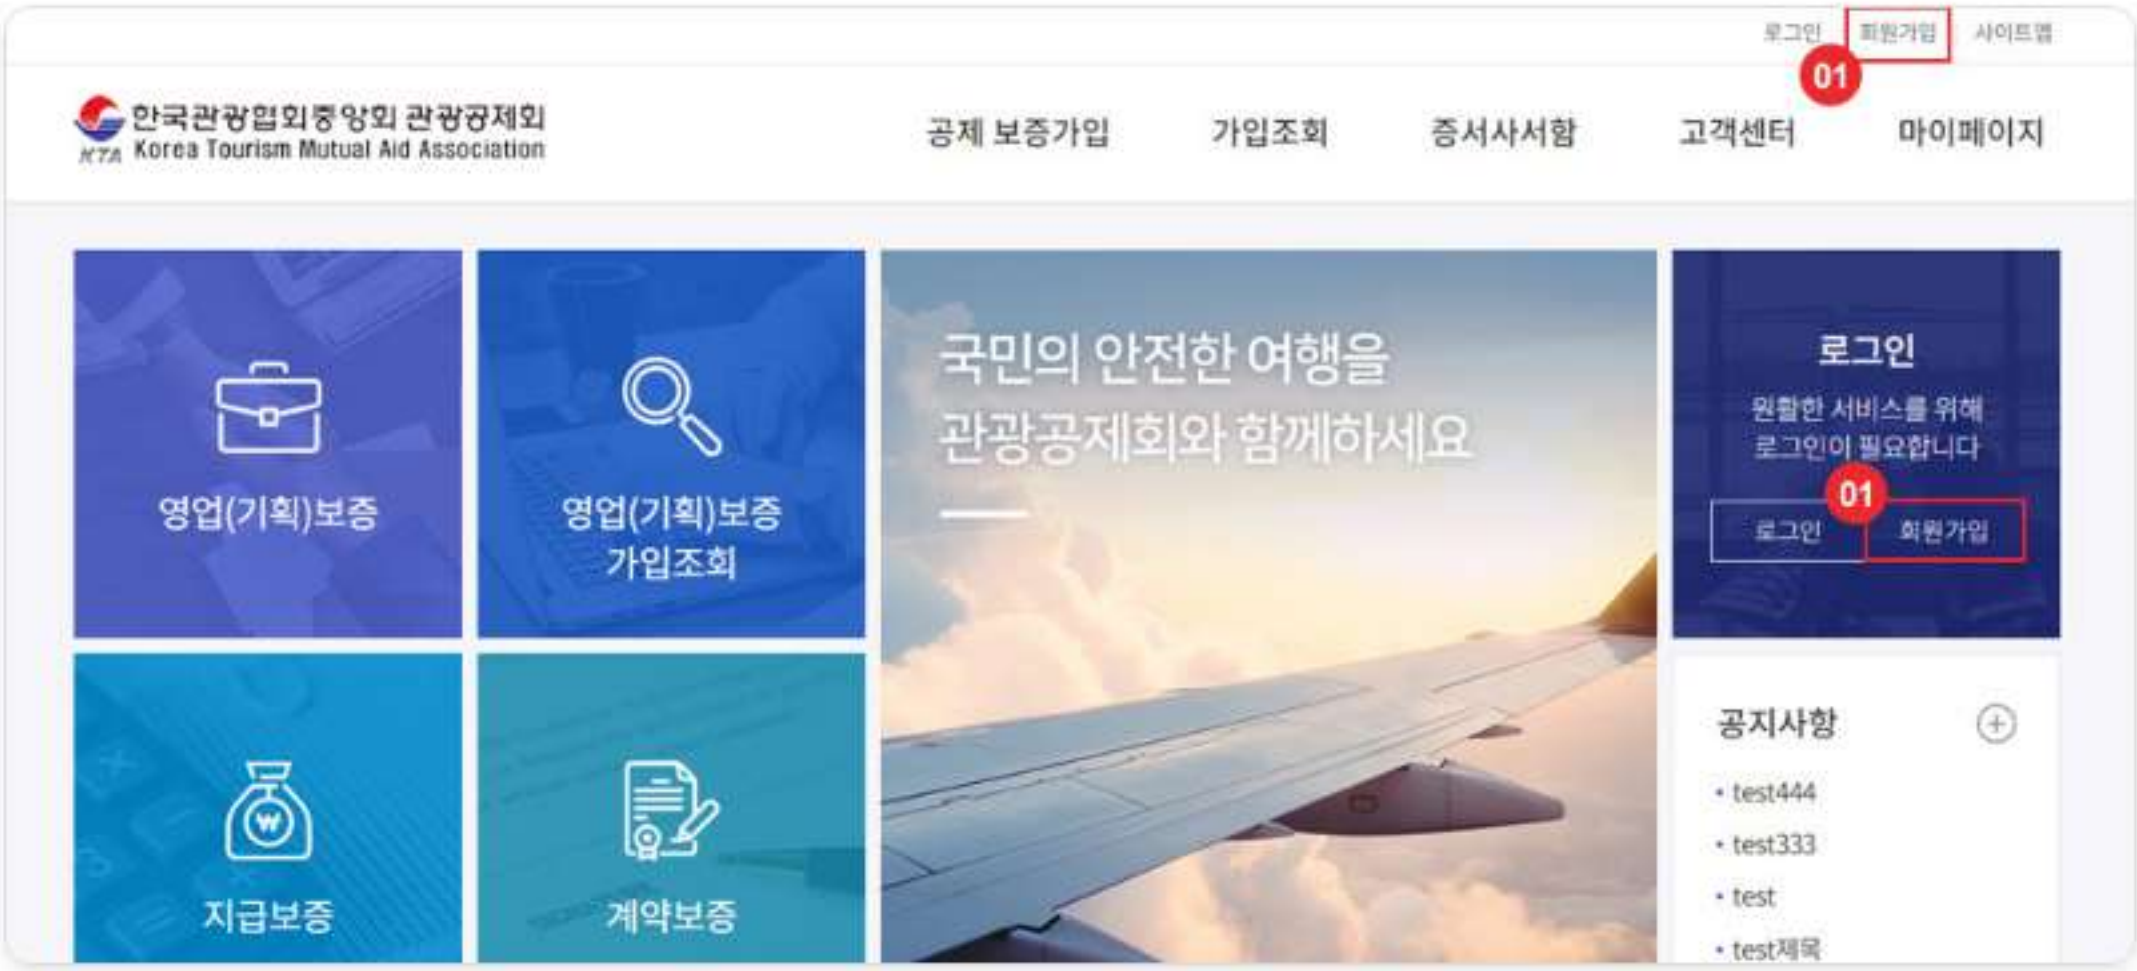 로그인 회원가입 사이트맵
01
한국관광협회중앙회 관광공제회
KTA Korea Tourism Mutual Aid Association
공제 보증가입 가입조회 증서사서함 고객센터 마이페이지
영업(기획)보증
영업(기획)보증
가입조회
지급보증
계약보증
국민의 안전한 여행을
관광공제회와 함께하세요
로그인
원활한 서비스를 위해
로그인이 필요합니다
01
로그인 회원가입
공지사항
• test444
• test333
• test
• test제목